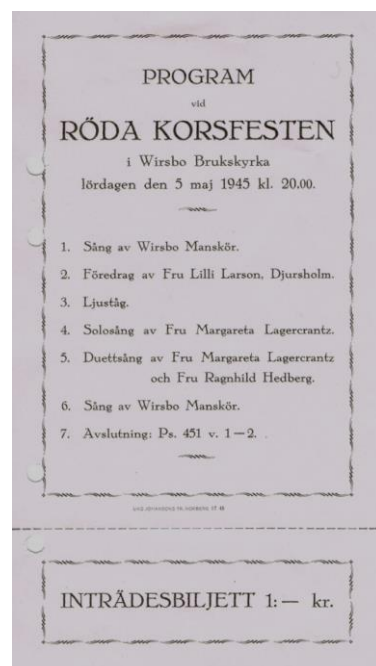 PROGRAM
vid
RÖDA KORSFESTEN
i Wirsbo Brukskyrka
lördagen den 5 maj 1945 kl. 20.00.
1. Sång av Wirsbo Manskör.
2. Föredrag av Fru Lilli Larson, Djursholm.
3. Ljuståg.
4. Solosång av Fru Margareta Lagercrantz.
5. Duettsång av Fru Margareta Lagercrantz
och Fru Ragnhild Hedberg.
6. Sång av Wirsbo Manskör.
7. Avslutning: Ps. 451 v. 1—2.
TR. NORBERG
INTRÄDESBILJETT 1:— kr.